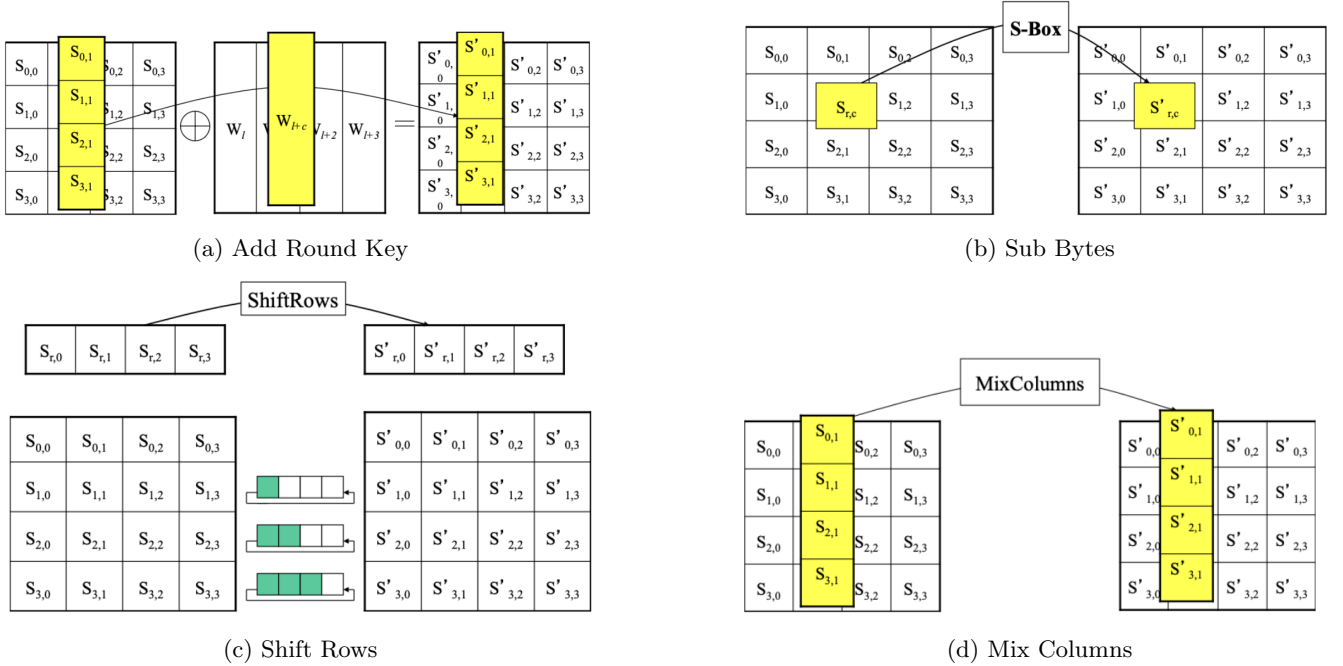 S0,0 S0,1 S0,2 S0,3
S1,0 S1,1 1,2 S1,3
S2,0 S2,1 S2,2 S2,3
S3,0 S3,1 S3,2 S3,3
⊕
Wl Wl+c l+2 Wl+3
=
S'0,0 S'0,1 S'0,2 S'0,3
S'1,0 S'1,1 S'1,2 S'1,3
S'2,0 S'2,1 S'2,2 S'2,3
S'3,0 S'3,1 S'3,2 S'3,3
(a) Add Round Key
S-Box
S0,0 S0,1 S0,2 S0,3
S1,0 Sr,c S1,2 S1,3
S2,0 S2,1 S2,2 S2,3
S3,0 S3,1 S3,2 S3,3
S'0,0 S'0,1 S'0,2 S'0,3
S'1,0 S'r,c S'1,2 S'1,3
S'2,0 S'2,1 S'2,2 S'2,3
S'3,0 S'3,1 S'3,2 S'3,3
(b) Sub Bytes
ShiftRows
Sr,0 Sr,1 Sr,2 Sr,3
S'r,0 S'r,1 S'r,2 S'r,3
S0,0 S0,1 S0,2 S0,3
S1,0 S1,1 S1,2 S1,3
S2,0 S2,1 S2,2 S2,3
S3,0 S3,1 S3,2 S3,3
S'0,0 S'0,1 S'0,2 S'0,3
S'1,0 S'1,1 S'1,2 S'1,3
S'2,0 S'2,1 S'2,2 S'2,3
S'3,0 S'3,1 S'3,2 S'3,3
(c) Shift Rows
MixColumns
S0,0 S0,1 S0,2 S0,3
S1,0 S1,1 S1,2 S1,3
S2,0 S2,1 S2,2 S2,3
S3,0 S3,1 S3,2 S3,3
S'0,0 S'0,1 S'0,2 S'0,3
S'1,0 S'1,1 S'1,2 S'1,3
S'2,0 S'2,1 S'2,2 S'2,3
S'3,0 S'3,1 S'3,2 S'3,3
(d) Mix Columns